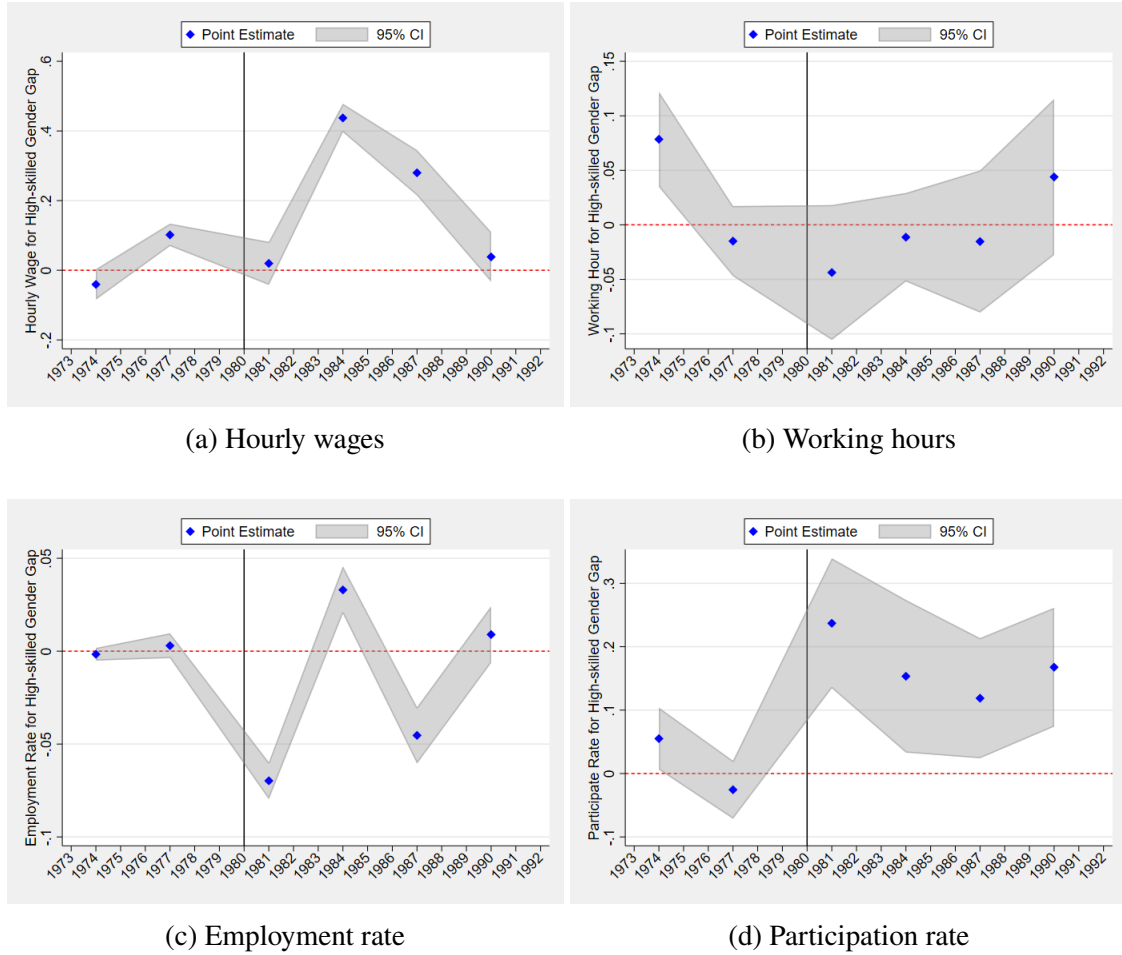 Point Estimate 95% CI
Hourly Wage for High-skilled Gender Gap
.6
.4
.2
0
-.2
1973 1974 1975 1976 1977 1978 1979 1980 1981 1982 1983 1984 1985 1986 1987 1988 1989 1990 1991 1992
(a) Hourly wages
Point Estimate 95% CI
Working Hour for High-skilled Gender Gap
.15
.1
.05
0
-.05
-.1
1973 1974 1975 1976 1977 1978 1979 1980 1981 1982 1983 1984 1985 1986 1987 1988 1989 1990 1991 1992
(b) Working hours
Point Estimate 95% CI
Employment Rate for High-skilled Gender Gap
.05
0
-.05
-.1
1973 1974 1975 1976 1977 1978 1979 1980 1981 1982 1983 1984 1985 1986 1987 1988 1989 1990 1991 1992
(c) Employment rate
Point Estimate 95% CI
Participate Rate for High-skilled Gender Gap
.3
.2
.1
0
-.1
1973 1974 1975 1976 1977 1978 1979 1980 1981 1982 1983 1984 1985 1986 1987 1988 1989 1990 1991 1992
(d) Participation rate